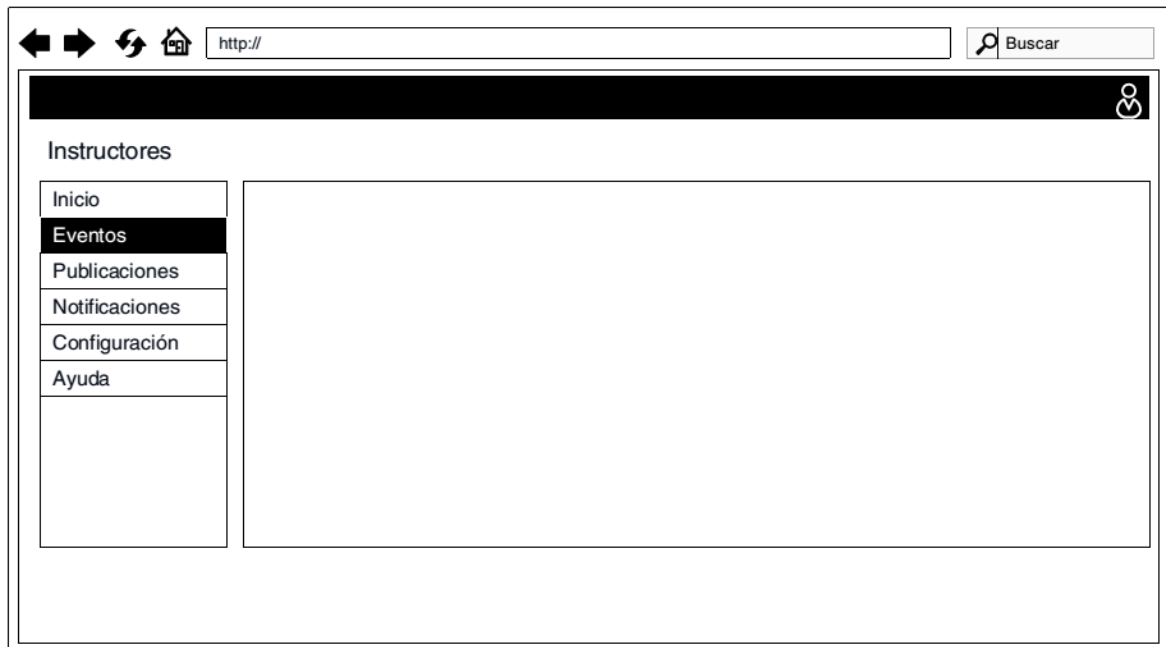 http://
Buscar
Instructores
Inicio
Eventos
Publicaciones
Notificaciones
Configuración
Ayuda